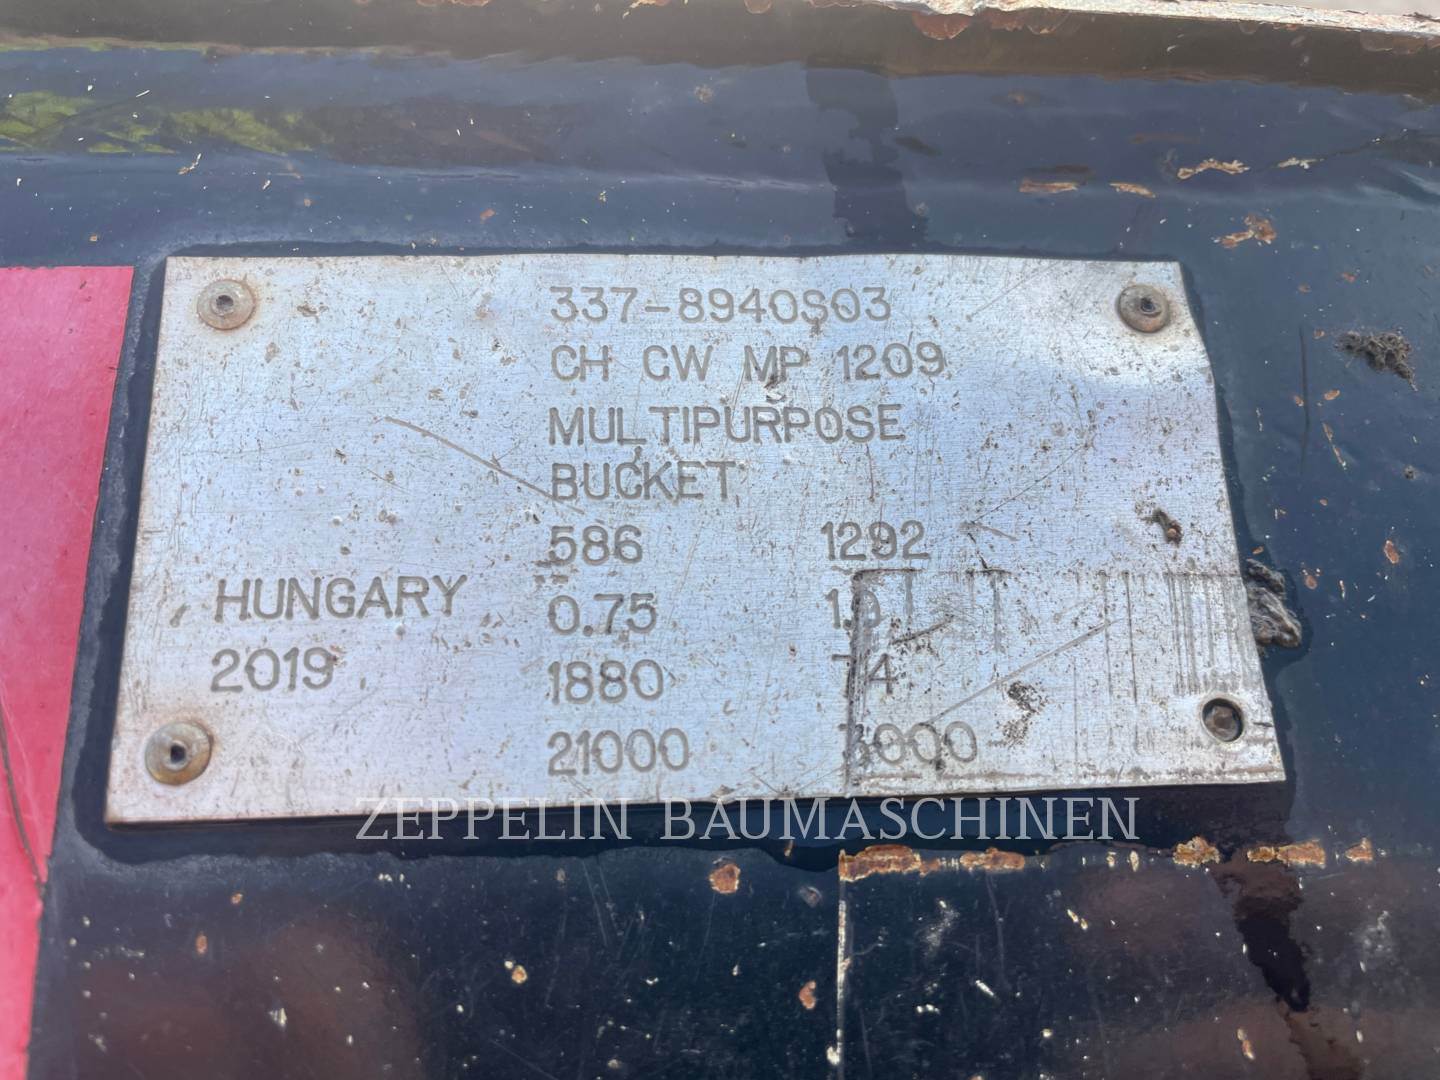 337-8940S03
CH CW MP 1209
MULTIPURPOSE
BUCKET
586 1292
HUNGARY 0.75
2019 1880
21000
ZEPPELIN BAUMASCHINEN